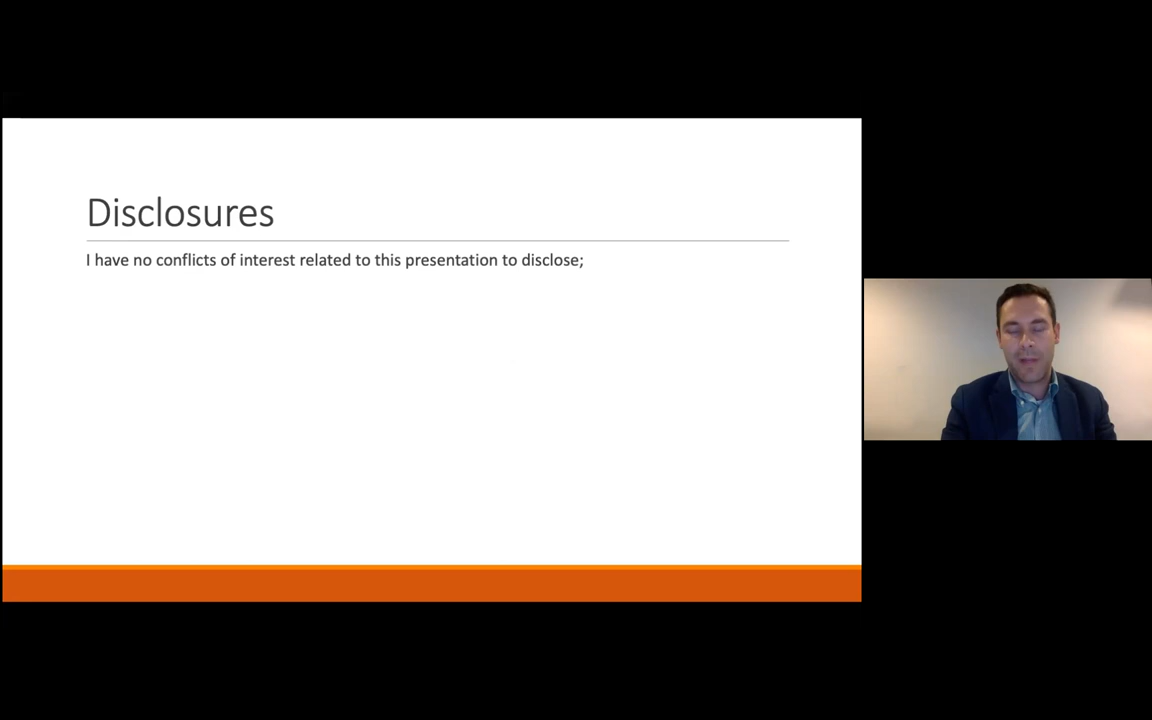 Disclosures
I have no conflicts of interest related to this presentation to disclose;